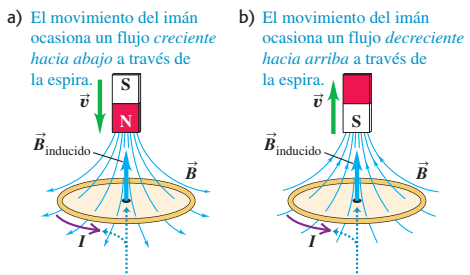 a) El movimiento del imán
ocasiona un flujo creciente
hacia abajo a través de
la espira.
S
N
v⃗
B⃗inducido
B⃗
I
b) El movimiento del imán
ocasiona un flujo decreciente
hacia arriba a través de
la espira.
v⃗
S
B⃗inducido
B⃗
I